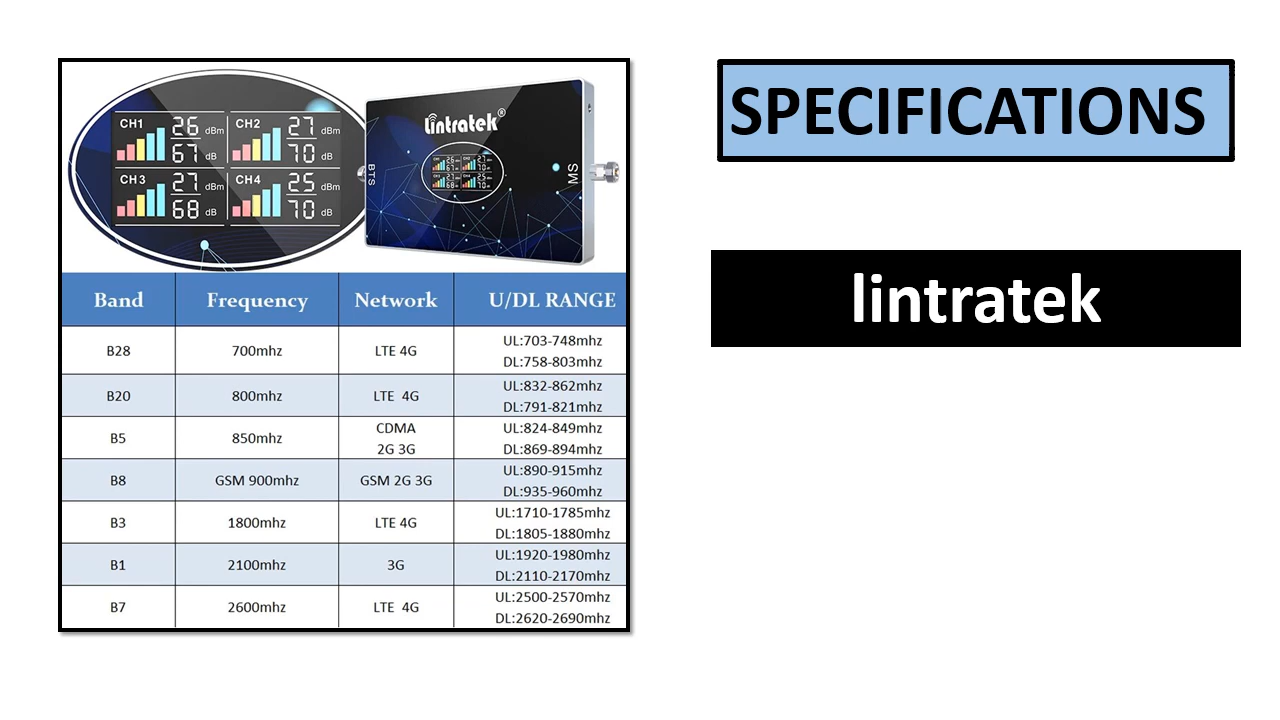 SPECIFICATIONS
lintratek
CH1 26 dBm 67 dB
CH2 27 dBm 70 dB
CH3 27 dBm 68 dB
CH4 25 dBm 70 dB
lintratek®
BTS
MS
Band Frequency Network U/DL RANGE
B28 700mhz LTE 4G UL:703-748mhz
DL:758-803mhz
B20 800mhz LTE 4G UL:832-862mhz
DL:791-821mhz
B5 850mhz CDMA UL:824-849mhz
2G 3G DL:869-894mhz
B8 GSM 900mhz GSM 2G 3G UL:890-915mhz
DL:935-960mhz
B3 1800mhz LTE 4G UL:1710-1785mhz
DL:1805-1880mhz
B1 2100mhz 3G UL:1920-1980mhz
DL:2110-2170mhz
B7 2600mhz LTE 4G UL:2500-2570mhz
DL:2620-2690mhz